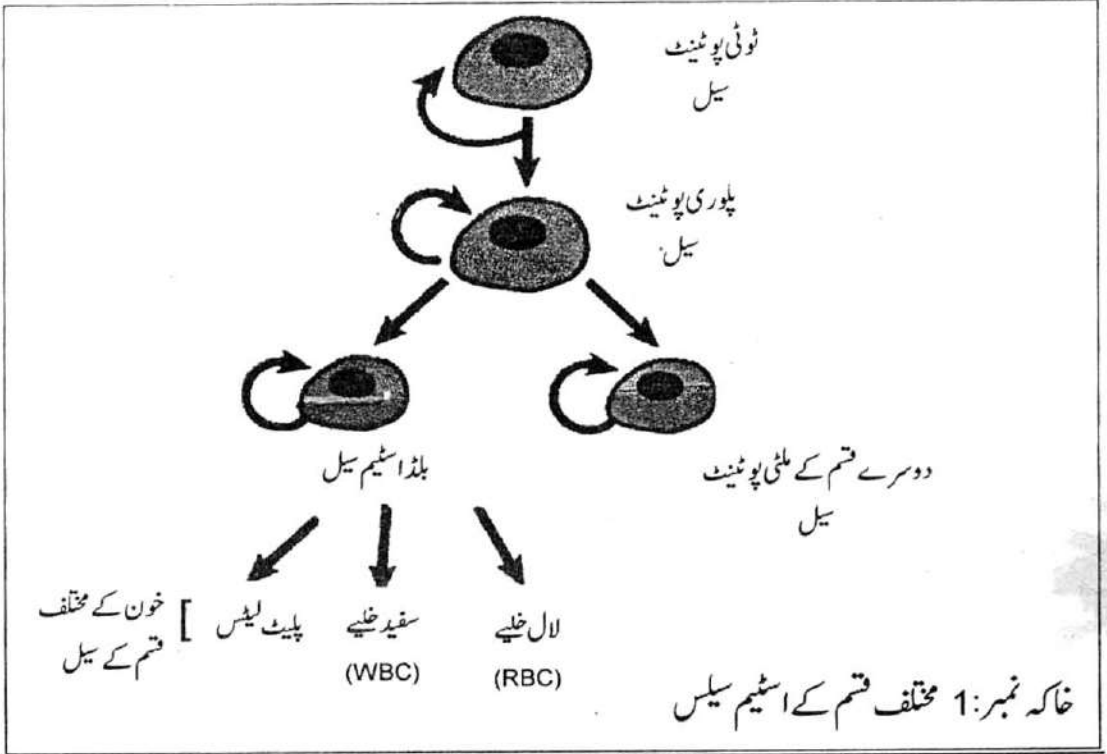 ٹوٹی پوٹینٹ
سیل
پلوری پوٹینٹ
سیل
بلڈ اسٹیم سیل
دوسرے قسم کے ملٹی پوٹینٹ
سیل
لال خلیے
(RBC)
سفید خلیے
(WBC)
پلیٹ لیٹس
] خون کے مختلف
قسم کے سیل
خاکہ نمبر:1 مختلف قسم کے اسٹیم سیلس